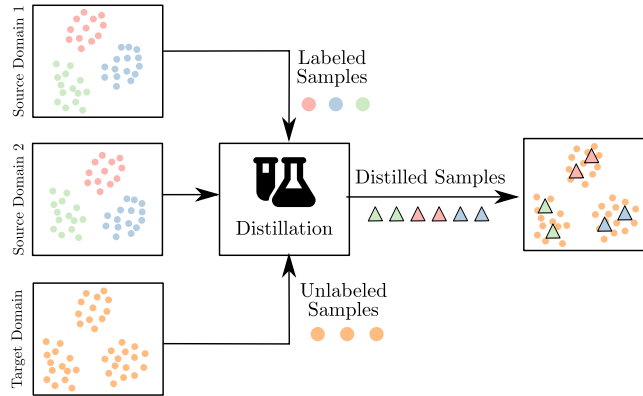 Source Domain 1
Labeled
Samples
Source Domain 2
Distillation
Distilled Samples
Target Domain
Unlabeled
Samples